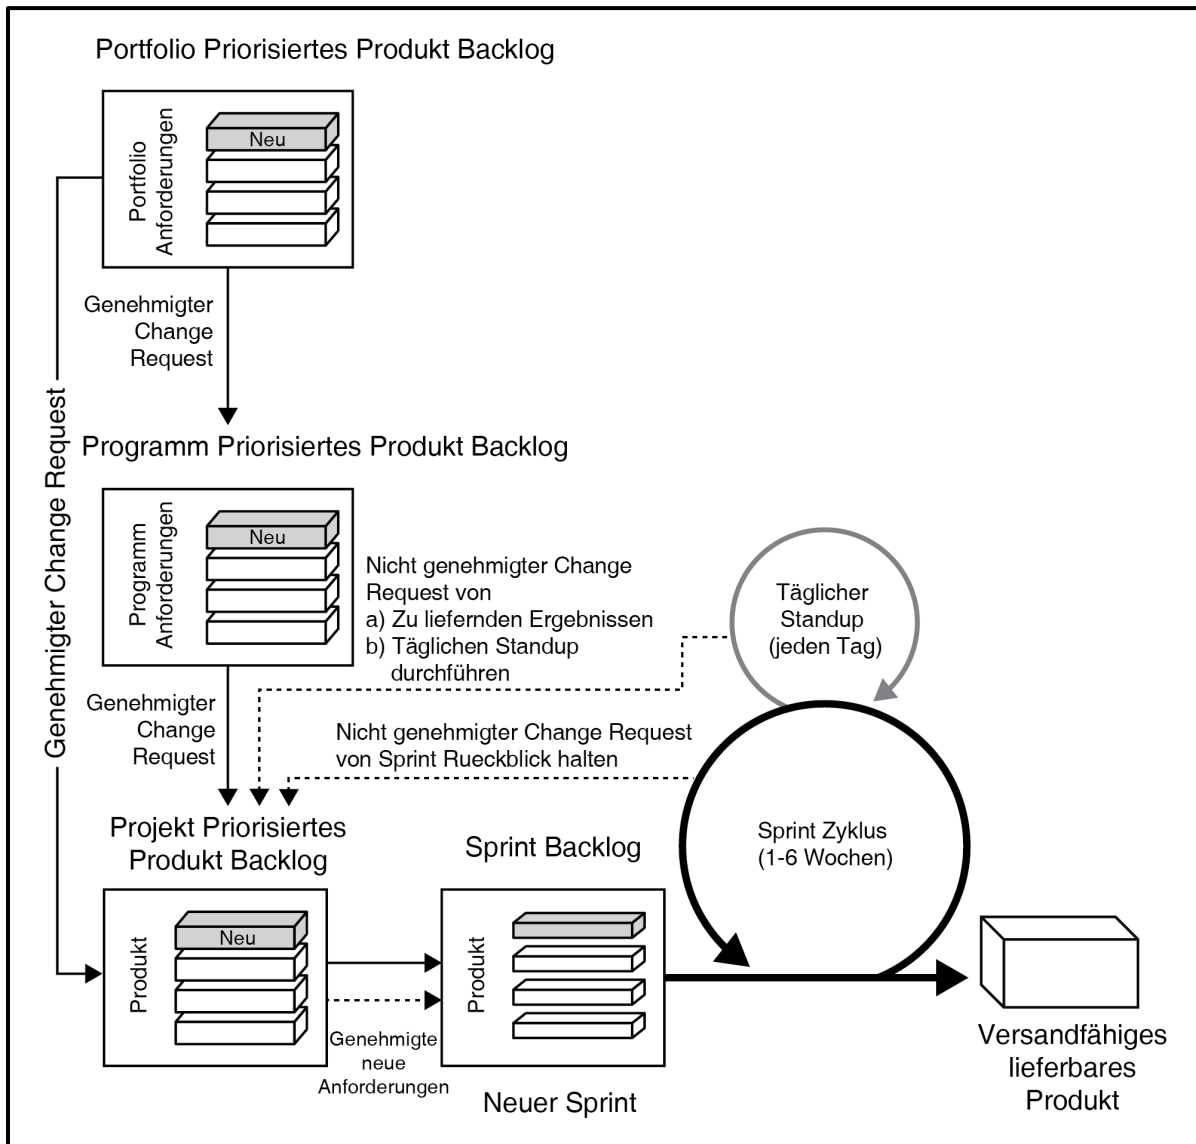 Portfolio Priorisiertes Produkt Backlog
Portfolio
Anforderungen
Neu
Genehmigter
Change
Request
Genehmigter Change Request
Programm Priorisiertes Produkt Backlog
Programm
Anforderungen
Neu
Nicht genehmigter Change
Request von
a) Zu liefernden Ergebnissen
b) Täglichen Standup
durchführen
Täglicher
Standup
(jeden Tag)
Genehmigter
Change
Request
Nicht genehmigter Change Request
von Sprint Rueckblick halten
Projekt Priorisiertes
Produkt Backlog
Sprint Backlog
Sprint Zyklus
(1-6 Wochen)
Produkt
Neu
Produkt
Genehmigte
neue
Anforderungen
Neuer Sprint
Versandfähiges
lieferbares
Produkt